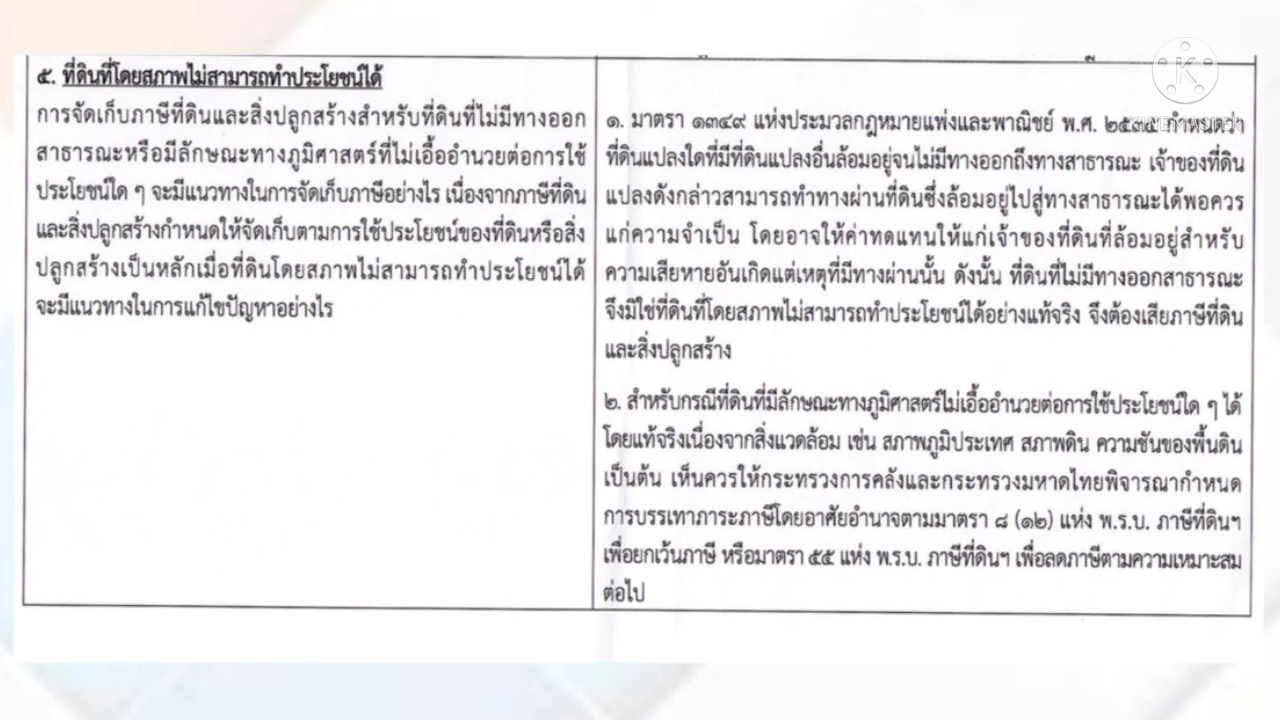 ๕. ที่ดินที่โดยสภาพไม่สามารถทำประโยชน์ได้
การจัดเก็บภาษีที่ดินและสิ่งปลูกสร้างสำหรับที่ดินที่ไม่มีทางออก
สาธารณะหรือมีลักษณะทางภูมิศาสตร์ที่ไม่เอื้ออำนวยต่อการใช้
ประโยชน์ใด ๆ จะมีแนวทางในการจัดเก็บภาษีอย่างไร เนื่องจากภาษีที่ดิน
และสิ่งปลูกสร้างกำหนดให้จัดเก็บตามการใช้ประโยชน์ของที่ดินหรือสิ่ง
ปลูกสร้างเป็นหลักเมื่อที่ดินโดยสภาพไม่สามารถทำประโยชน์ได้
จะมีแนวทางในการแก้ไขปัญหาอย่างไร
๑. มาตรา ๑๓๔๙ แห่งประมวลกฎหมายแพ่งและพาณิชย์ พ.ศ. กำหนดว่า
ที่ดินแปลงใดที่มีที่ดินแปลงอื่นล้อมอยู่จนไม่มีทางออกถึงทางสาธารณะ เจ้าของที่ดิน
แปลงดังกล่าวสามารถทำทางผ่านที่ดินซึ่งล้อมอยู่ไปสู่ทางสาธารณะได้พอควร
แก่ความจำเป็น โดยอาจให้ค่าทดแทนให้แก่เจ้าของที่ดินที่ล้อมอยู่สำหรับ
ความเสียหายอันเกิดแต่เหตุที่มีทางผ่านนั้น ดังนั้น ที่ดินที่ไม่มีทางออกสาธารณะ
จึงมิใช่ที่ดินที่โดยสภาพไม่สามารถทำประโยชน์ได้อย่างแท้จริง จึงต้องเสียภาษีที่ดิน
และสิ่งปลูกสร้าง
๒. สำหรับกรณีที่ดินที่มีลักษณะทางภูมิศาสตร์ไม่เอื้ออำนวยต่อการใช้ประโยชน์ใด ๆ ได้
โดยแท้จริงเนื่องจากสิ่งแวดล้อม เช่น สภาพภูมิประเทศ สภาพดิน ความชันของพื้นดิน
เป็นต้น เห็นควรให้กระทรวงการคลังและกระทรวงมหาดไทยพิจารณากำหนด
การบรรเทาภาระภาษีโดยอาศัยอำนาจตามมาตรา ๘ (๑๒) แห่ง พ.ร.บ. ภาษีที่ดินฯ
เพื่อยกเว้นภาษี หรือมาตรา ๕๕ แห่ง พ.ร.บ. ภาษีที่ดินฯ เพื่อลดภาษีตามความเหมาะสม
ต่อไป
K
KINEMASTER